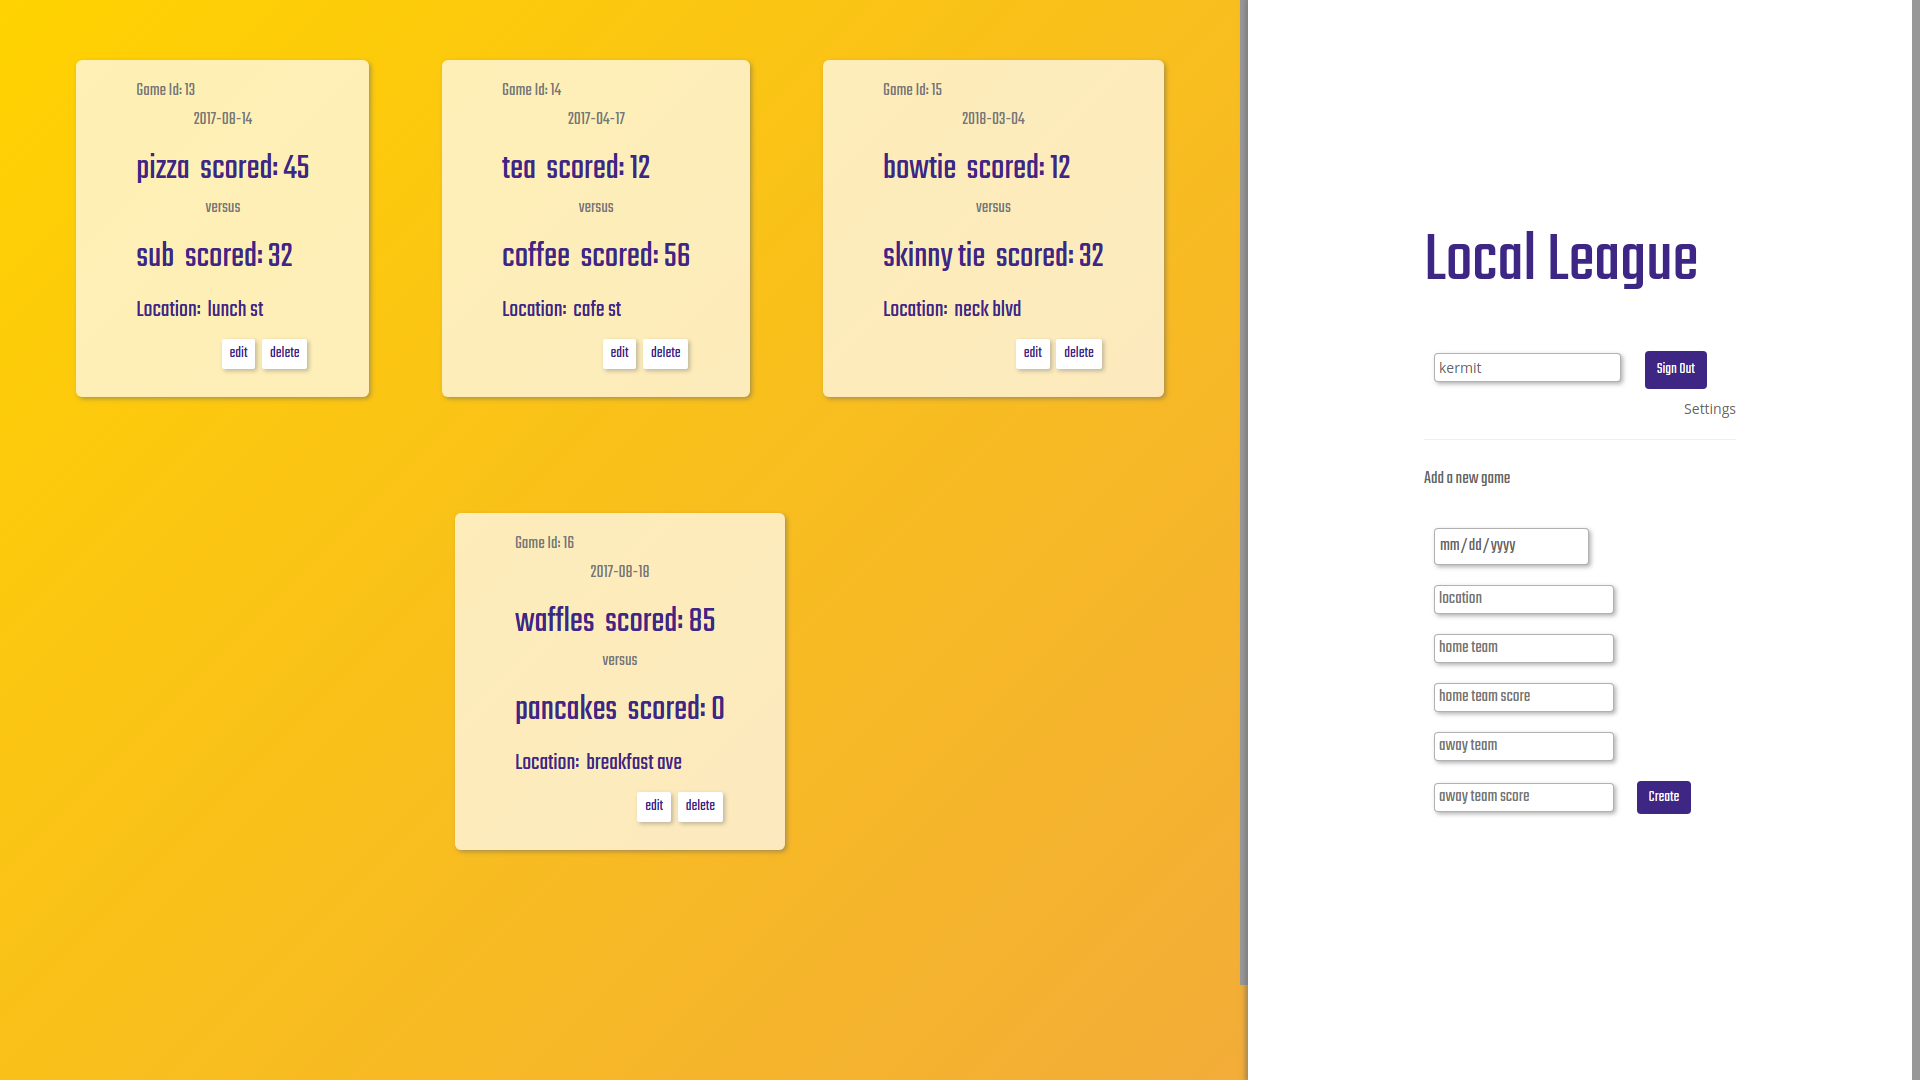 Game Id: 13
2017-08-14
pizza scored: 45
versus
sub scored: 32
Location: lunch st
edit delete
Game Id: 14
2017-04-17
tea scored: 12
versus
coffee scored: 56
Location: cafe st
edit delete
Game Id: 15
2018-03-04
bowtie scored: 12
versus
skinny tie scored: 32
Location: neck blvd
edit delete
Game Id: 16
2017-08-18
waffles scored: 85
versus
pancakes scored: 0
Location: breakfast ave
edit delete
Local League
kermit Sign Out
Settings
Add a new game
mm/dd/yyyy
location
home team
home team score
away team
away team score Create